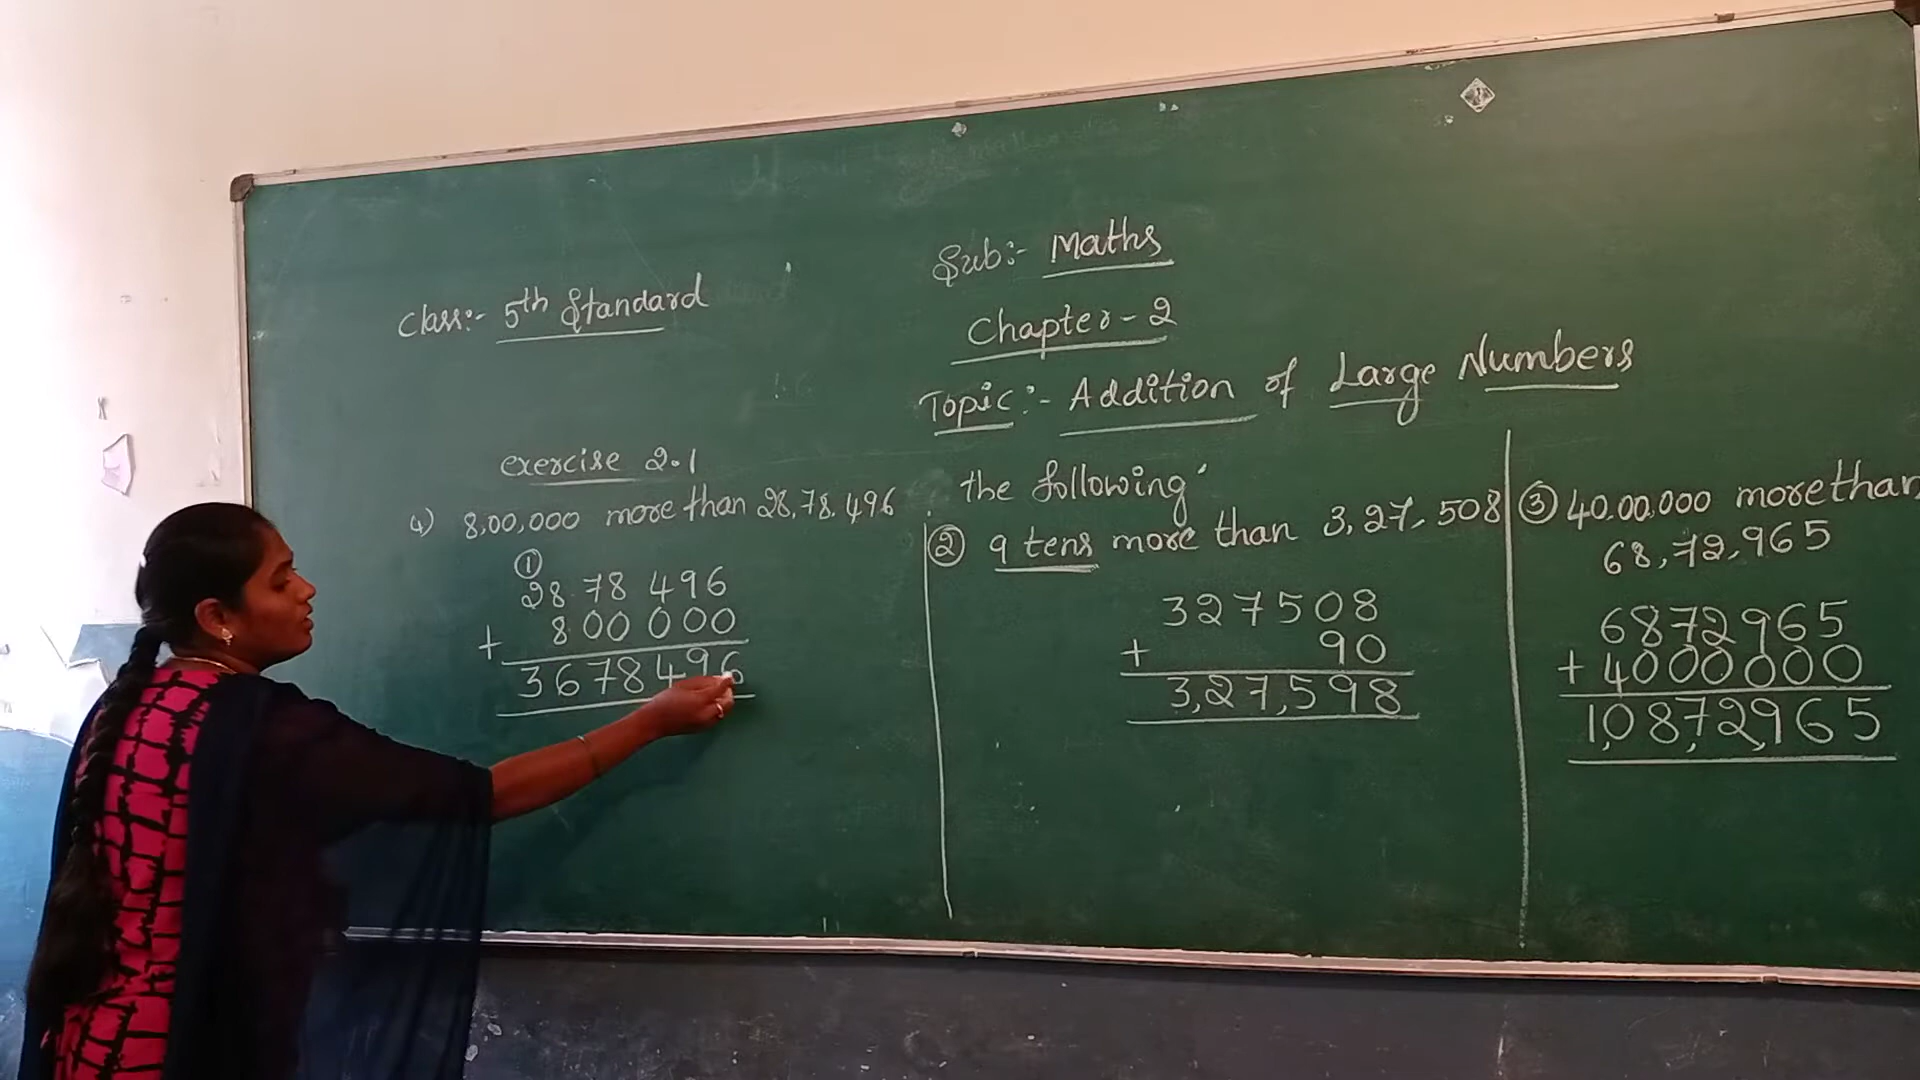 Sub:- Maths
Class:- 5th Standard
Chapter-2
Topic:- Addition of Large Numbers
exercise 2.1
4) 8,00,000 more than 28,78,496
①
28 78 496
+ 8 00 000
3678496
the following
② 9 tens more than 3,27,508
327508
+ 90
3,27,598
③ 40,00,000 more than
68,72,965
6872965
+ 4000000
1,08,72,965